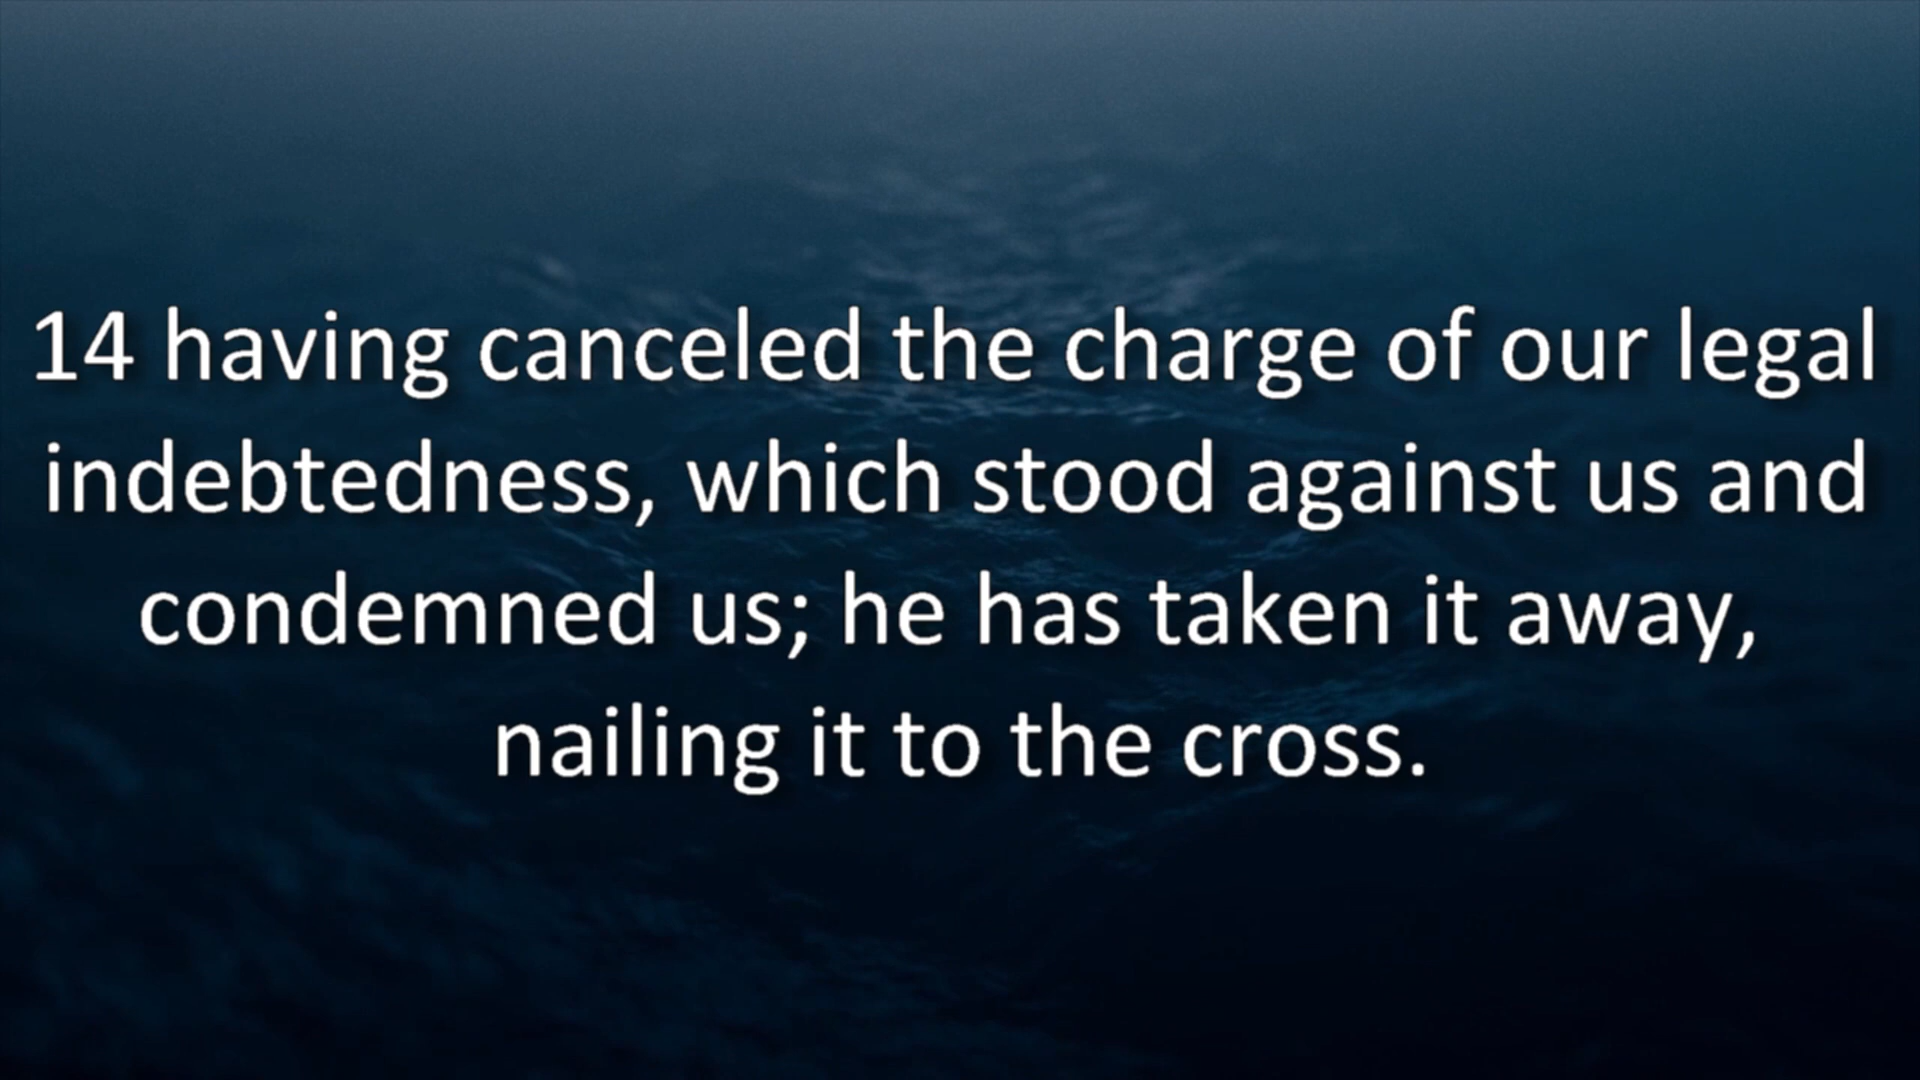 14 having canceled the charge of our legal
indebtedness, which stood against us and
condemned us; he has taken it away,
nailing it to the cross.